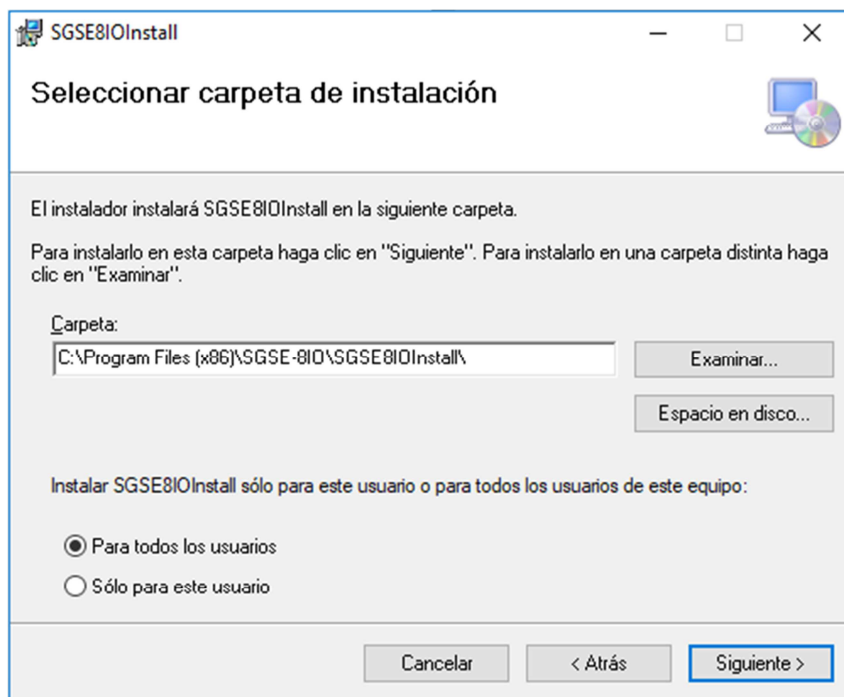 SGSE8IOInstall
Seleccionar carpeta de instalación
El instalador instalará SGSE8IOInstall en la siguiente carpeta.
Para instalarlo en esta carpeta haga clic en "Siguiente". Para instalarlo en una carpeta distinta haga
clic en "Examinar".
Carpeta:
C:\Program Files (x86)\SGSE-8IO\SGSE8IOInstall\
Examinar...
Espacio en disco...
Instalar SGSE8IOInstall sólo para este usuario o para todos los usuarios de este equipo:
Para todos los usuarios
Sólo para este usuario
Cancelar
< Atrás
Siguiente >